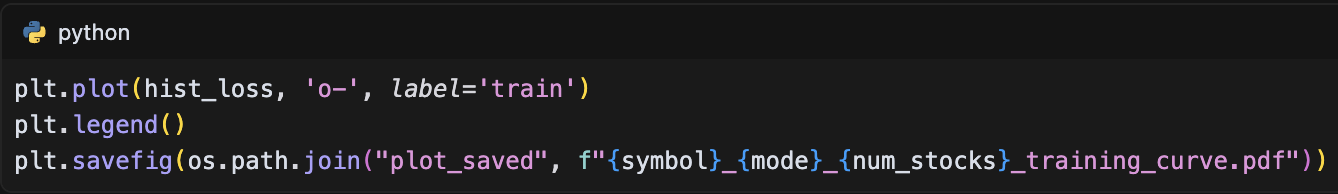 python
plt.plot(hist_loss, 'o-', label='train')
plt.legend()
plt.savefig(os.path.join("plot_saved", f"{symbol}_{mode}_{num_stocks}_training_curve.pdf"))